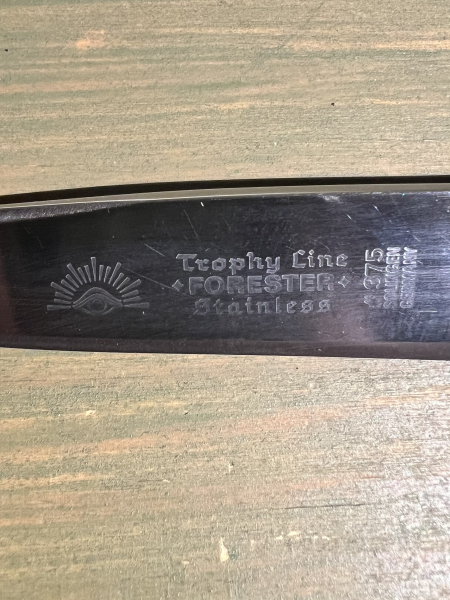 Trophy Line
FORESTER
Stainless
3375
SOLINGEN
GERMANY